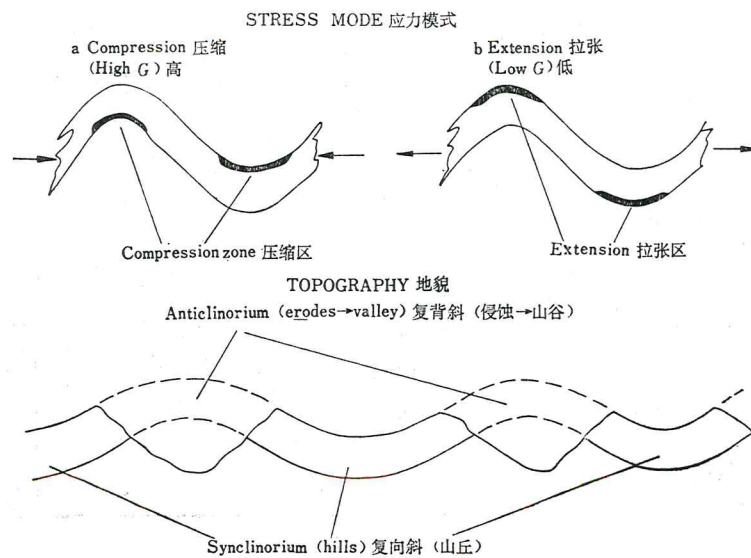 STRESS MODE 应力模式
a Compression 压缩
(High G) 高
b Extension 拉张
(Low G) 低
Compression zone 压缩区
Extension 拉张区
TOPOGRAPHY 地貌
Anticlinorium (erodes→valley) 复背斜 (侵蚀→山谷)
Synclinorium (hills) 复向斜 (山丘)